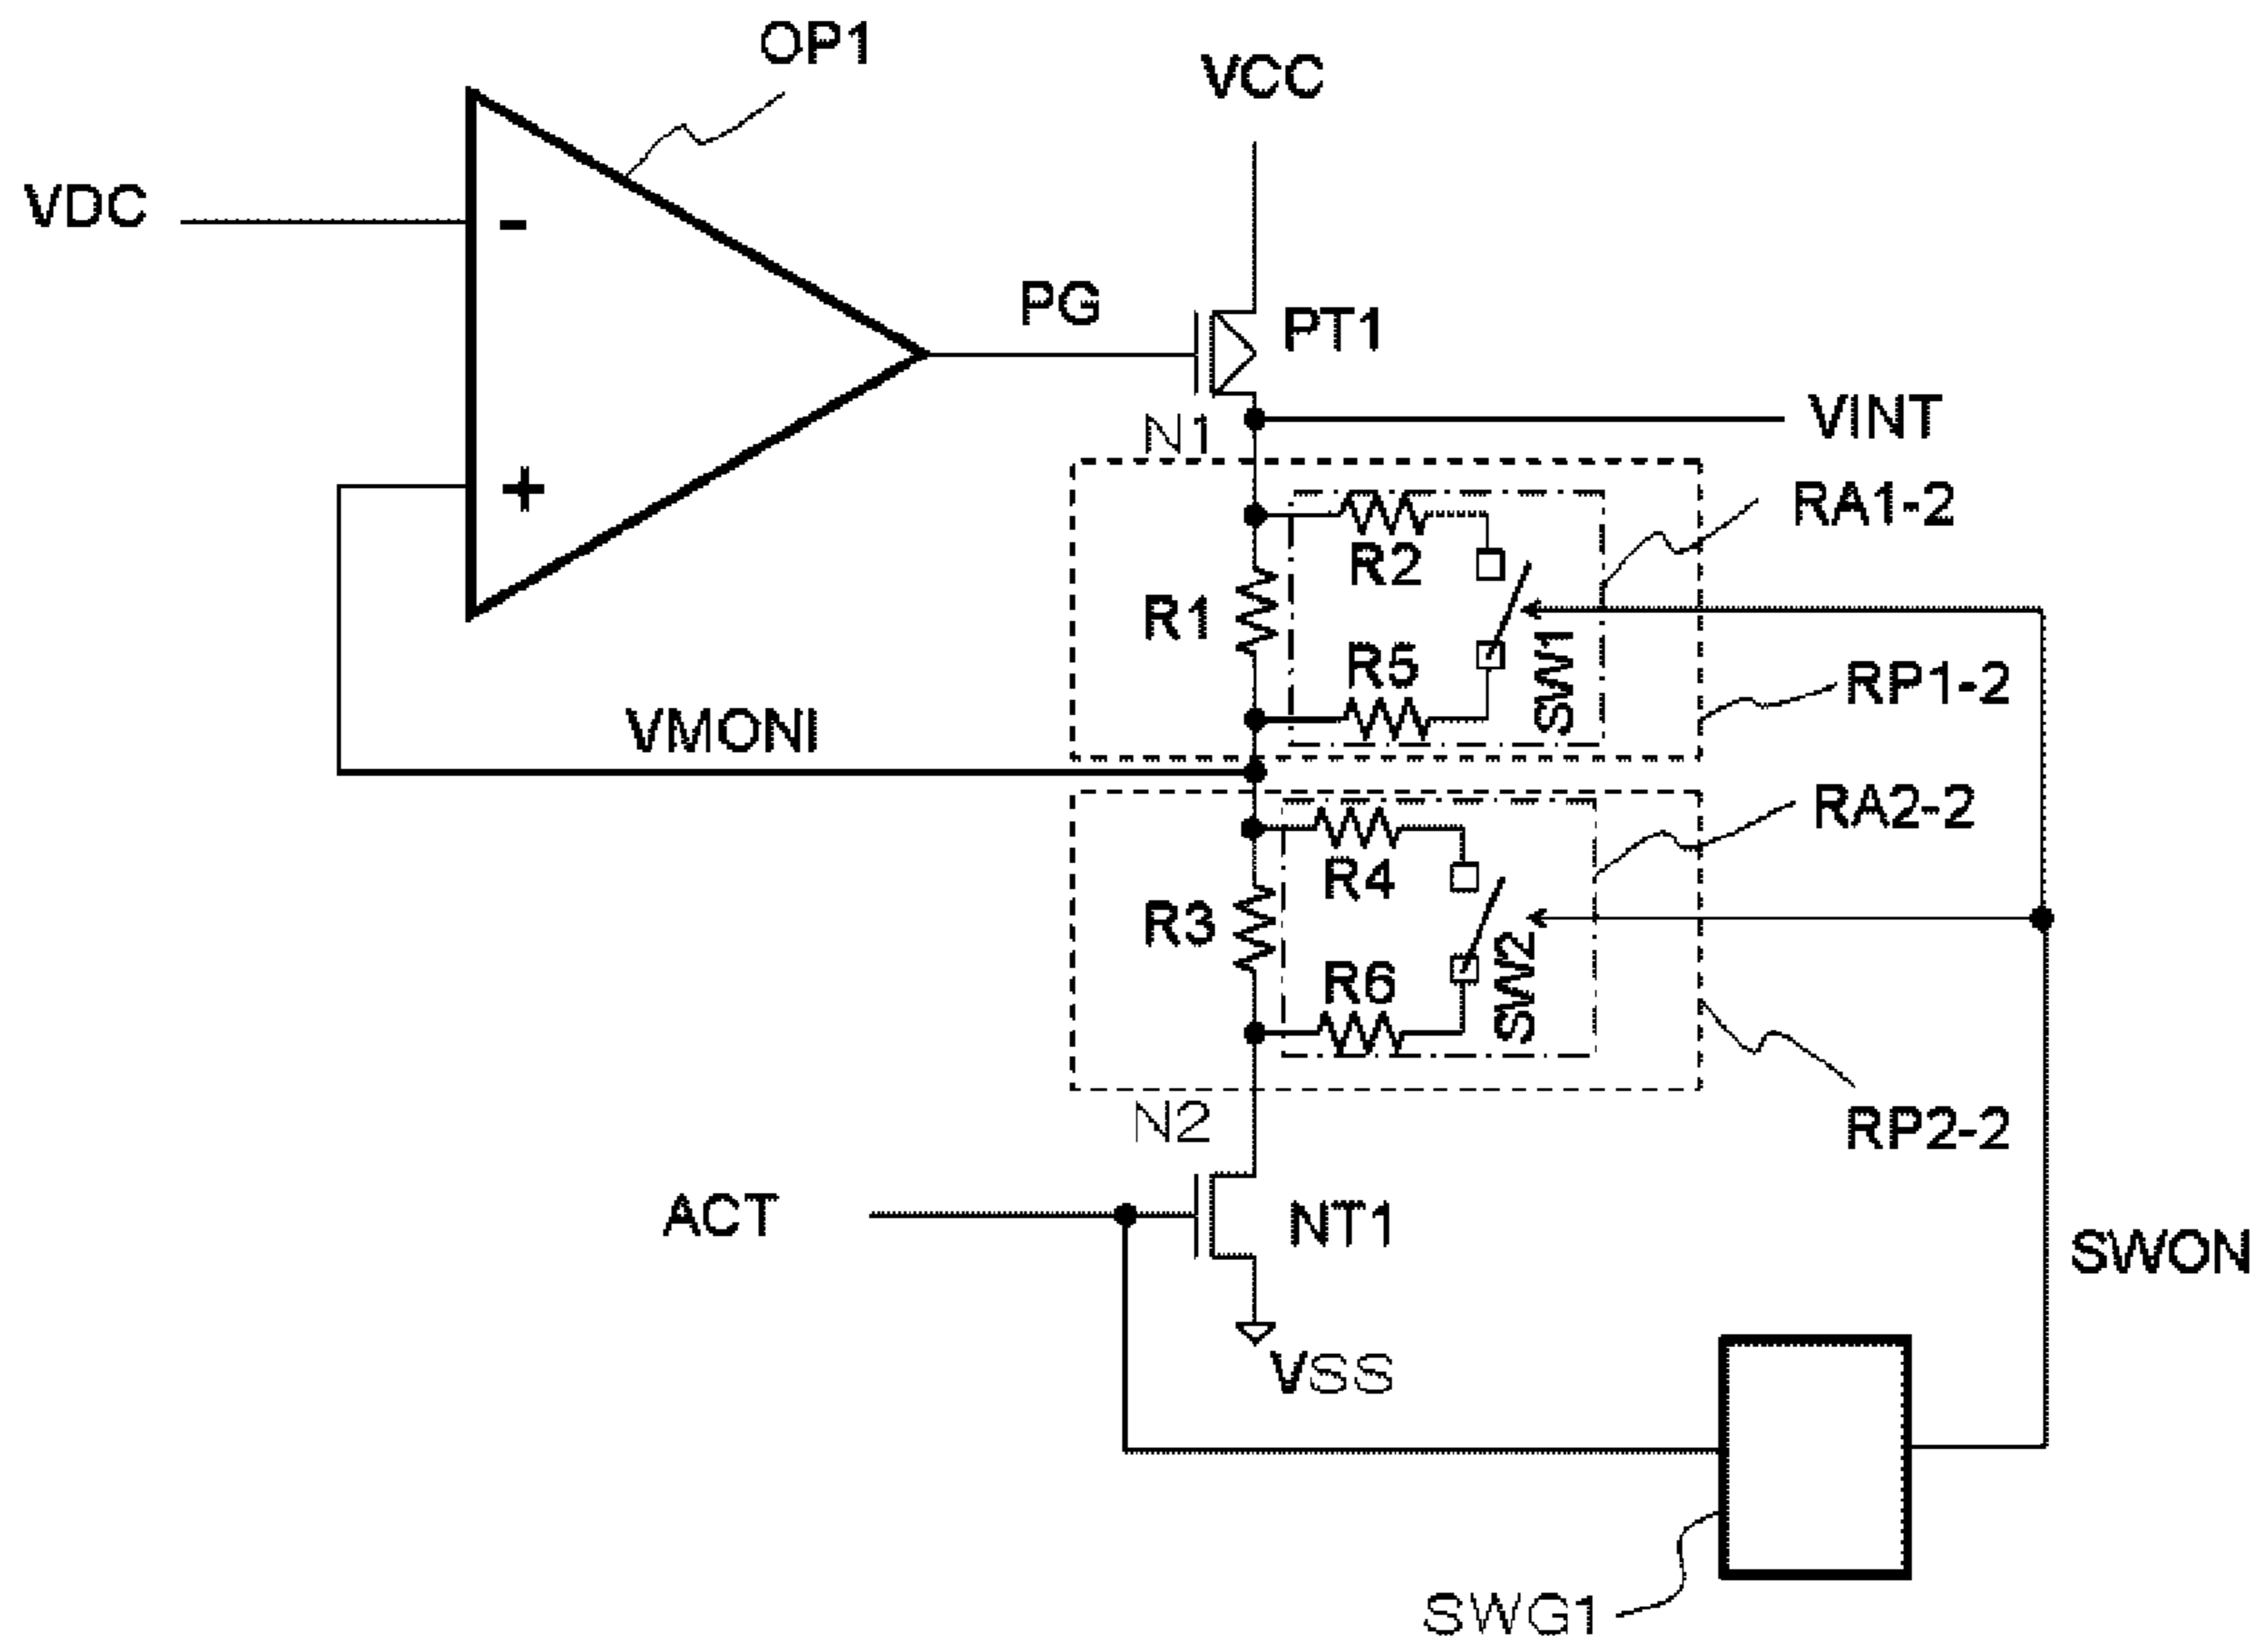 OP1
VCC
VDC
-
PG
PT1
N1
VINT
+
RA1-2
R2
R1
SW1
R5
RP1-2
VMONI
RA2-2
R4
R3
SW2
R6
N2
RP2-2
ACT
NT1
SWON
VSS
SWG1